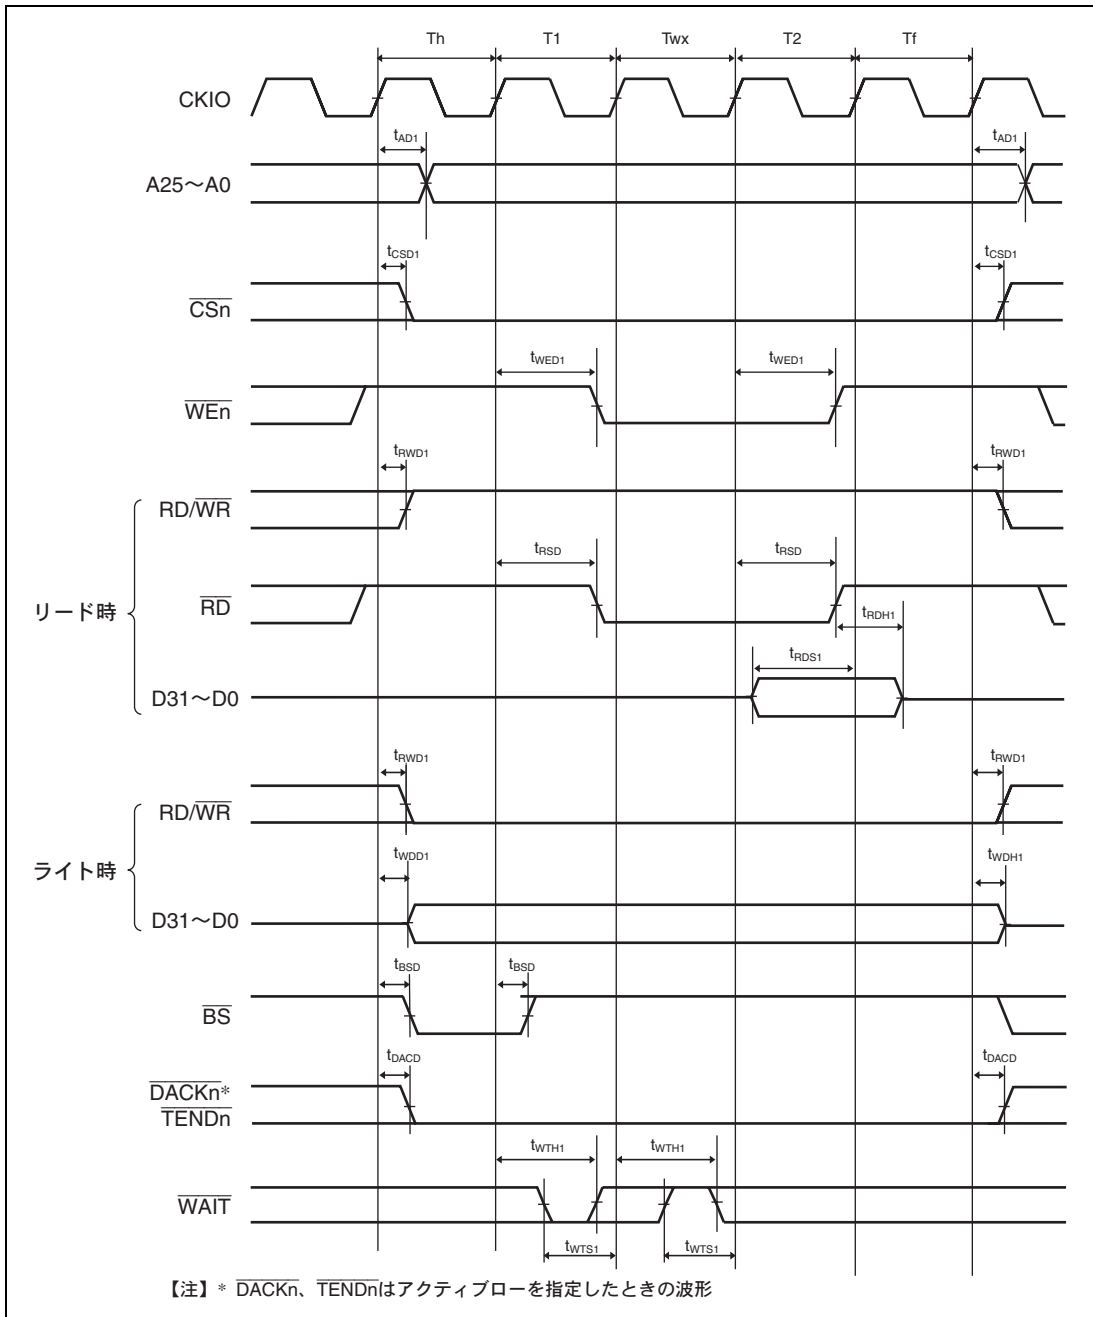 Th T1 Twx T2 Tf
CKIO
tAD1 tAD1
A25〜A0
tCSD1 tCSD1
CSn
tWED1 tWED1
WEn
tRWD1 tRWD1
RD/WR
tRSD tRSD
リード時
RD
tRDH1
tRDS1
D31〜D0
tRWD1 tRWD1
RD/WR
ライト時
tWDD1 tWDH1
D31〜D0
tBSD tBSD
BS
tDACD tDACD
DACKn*
TENDn
tWTH1 tWTH1
WAIT
tWTS1 tWTS1
【注】* DACKn、TENDnはアクティブローを指定したときの波形